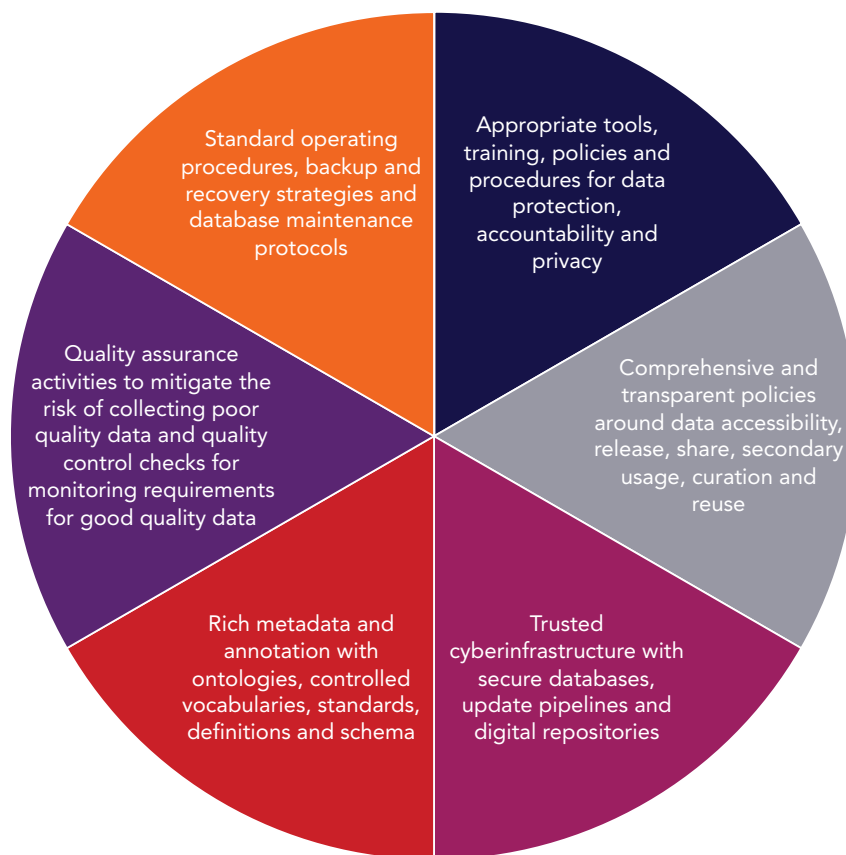 Standard operating
procedures, backup and
recovery strategies and
database maintenance
protocols
Appropriate tools,
training, policies and
procedures for data
protection,
accountability and
privacy
Quality assurance
activities to mitigate the
risk of collecting poor
quality data and quality
control checks for
monitoring requirements
for good quality data
Comprehensive and
transparent policies
around data accessibility,
release, share, secondary
usage, curation and
reuse
Rich metadata and
annotation with
ontologies, controlled
vocabularies, standards,
definitions and schema
Trusted
cyberinfrastructure with
secure databases,
update pipelines and
digital repositories